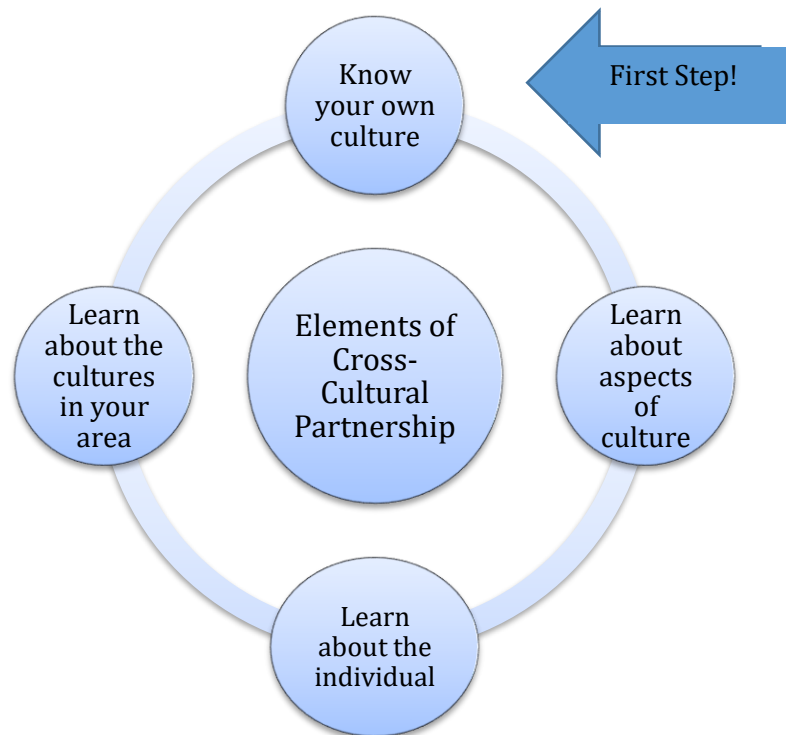 Know
your own
culture
First Step!
Learn
about the
cultures
in your
area
Elements of
Cross-
Cultural
Partnership
Learn
about
aspects
of
culture
Learn
about the
individual